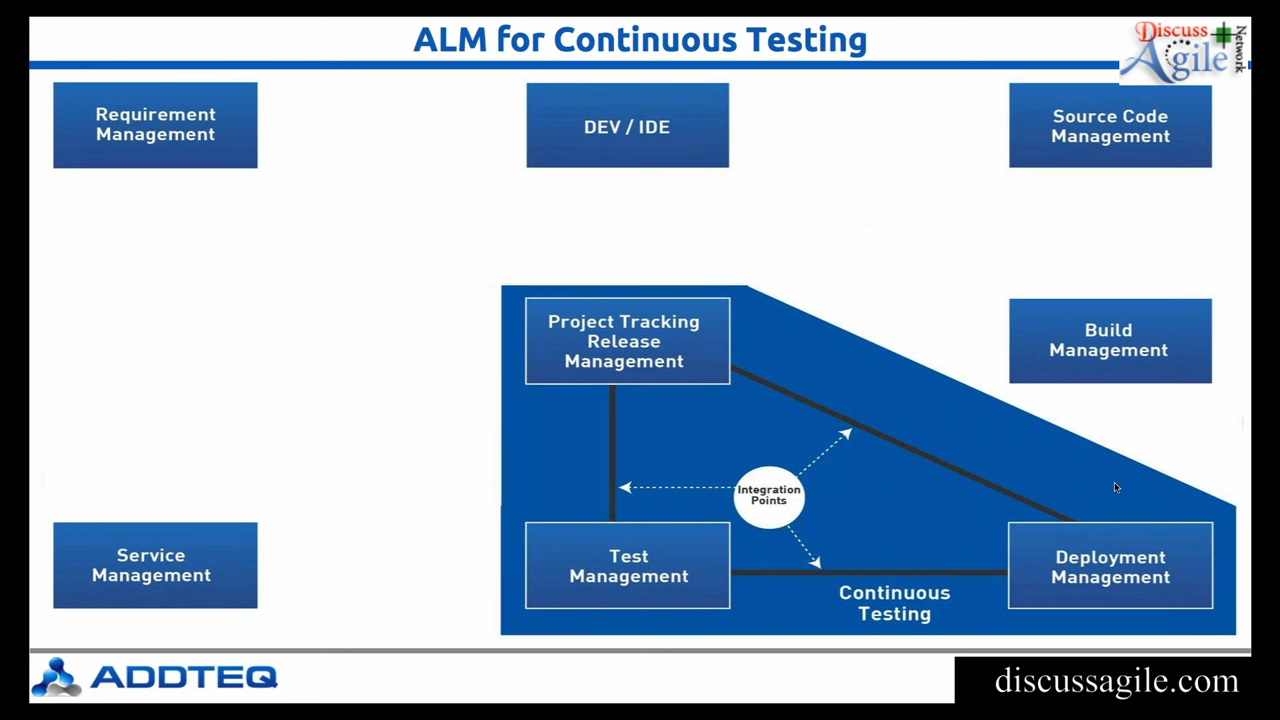 ALM for Continuous Testing
Discuss
Agile
Network
Requirement
Management
DEV / IDE
Source Code
Management
Project Tracking
Release
Management
Build
Management
Integration
Points
Service
Management
Test
Management
Deployment
Management
Continuous
Testing
ADDTEQ
discussagile.com